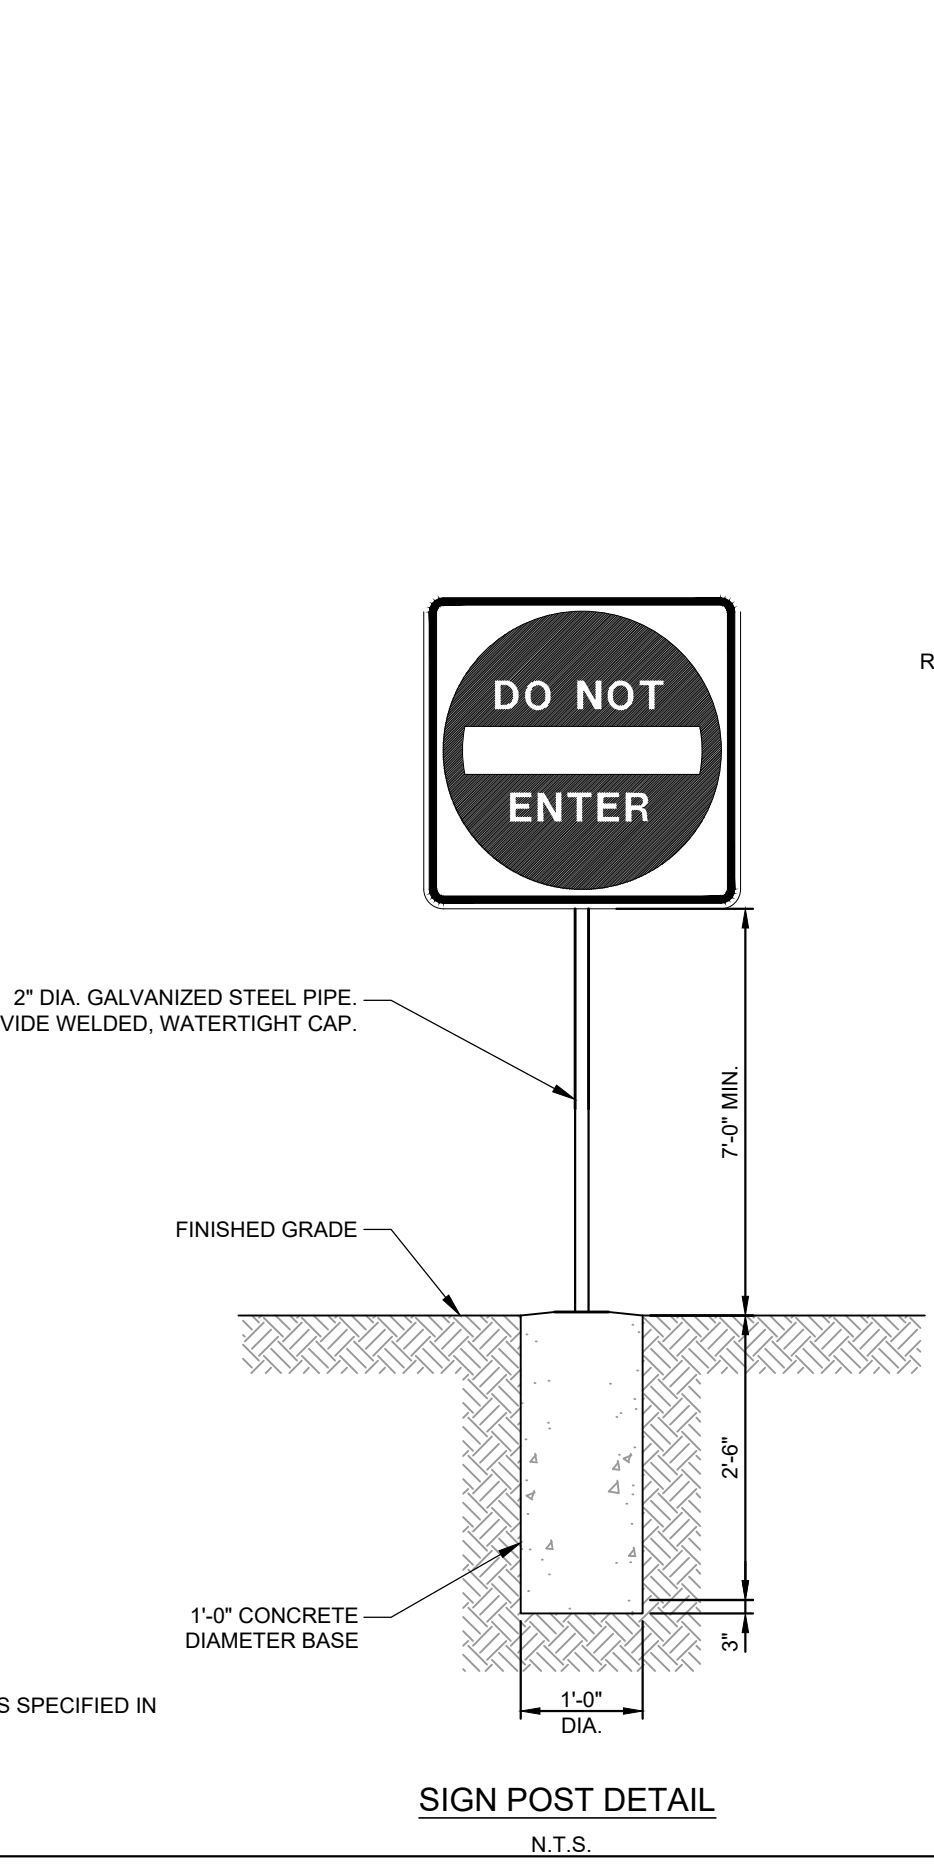 DO NOT
ENTER
2" DIA. GALVANIZED STEEL PIPE.
WELDED, WATERTIGHT CAP.
7'-0" MIN.
FINISHED GRADE
2'-6"
1'-0" CONCRETE
DIAMETER BASE
3"
SPECIFIED IN
1'-0"
DIA.
SIGN POST DETAIL
N.T.S.